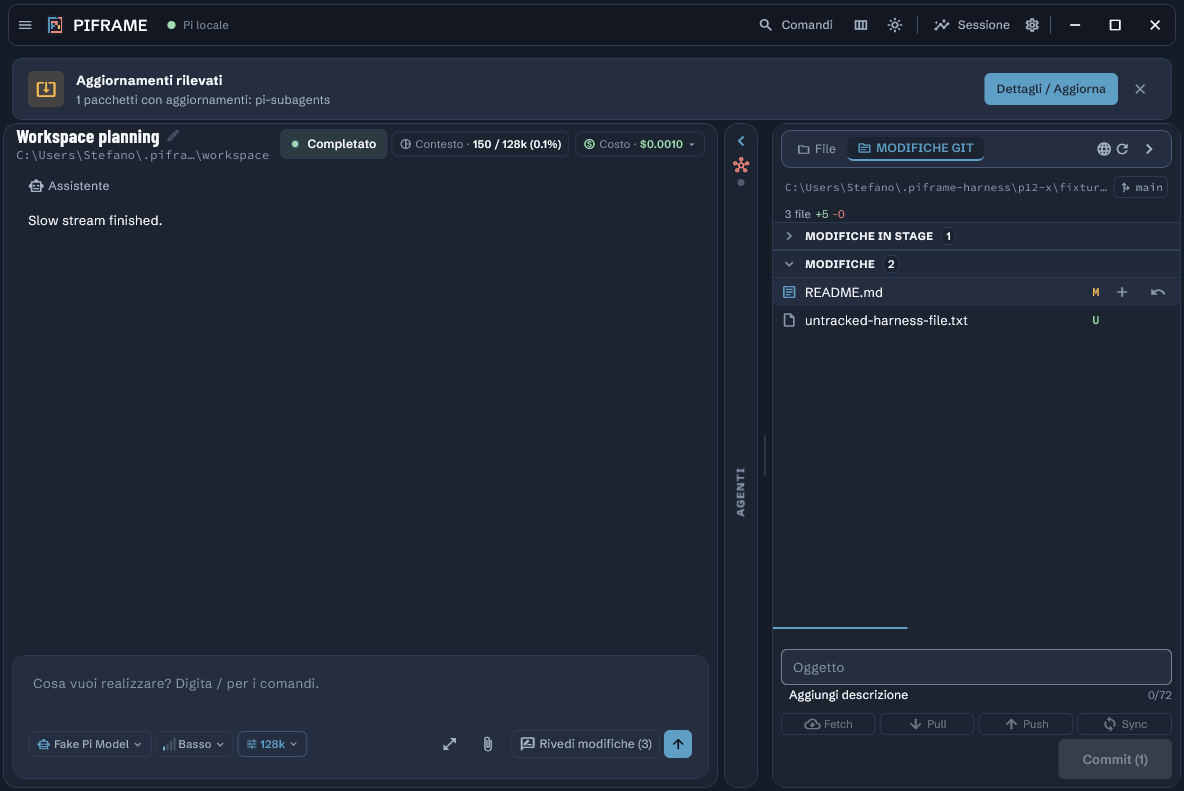 PIFRAME
Pi locale
Comandi
Sessione
Aggiornamenti rilevati
1 pacchetti con aggiornamenti: pi-subagents
Dettagli / Aggiorna
Workspace planning
C:\Users\Stefano\.pifra…\workspace
Completato
Contesto · 150 / 128k (0.1%)
Costo · $0.0010
Assistente
Slow stream finished.
Cosa vuoi realizzare? Digita / per i comandi.
Fake Pi Model
Basso
128k
Rivedi modifiche (3)
AGENTI
File
MODIFICHE GIT
C:\Users\Stefano\.piframe-harness\p12-x\fixtur…
main
3 file +5 -0
MODIFICHE IN STAGE 1
MODIFICHE 2
README.md M
untracked-harness-file.txt U
Oggetto
Aggiungi descrizione 0/72
Fetch
Pull
Push
Sync
Commit (1)